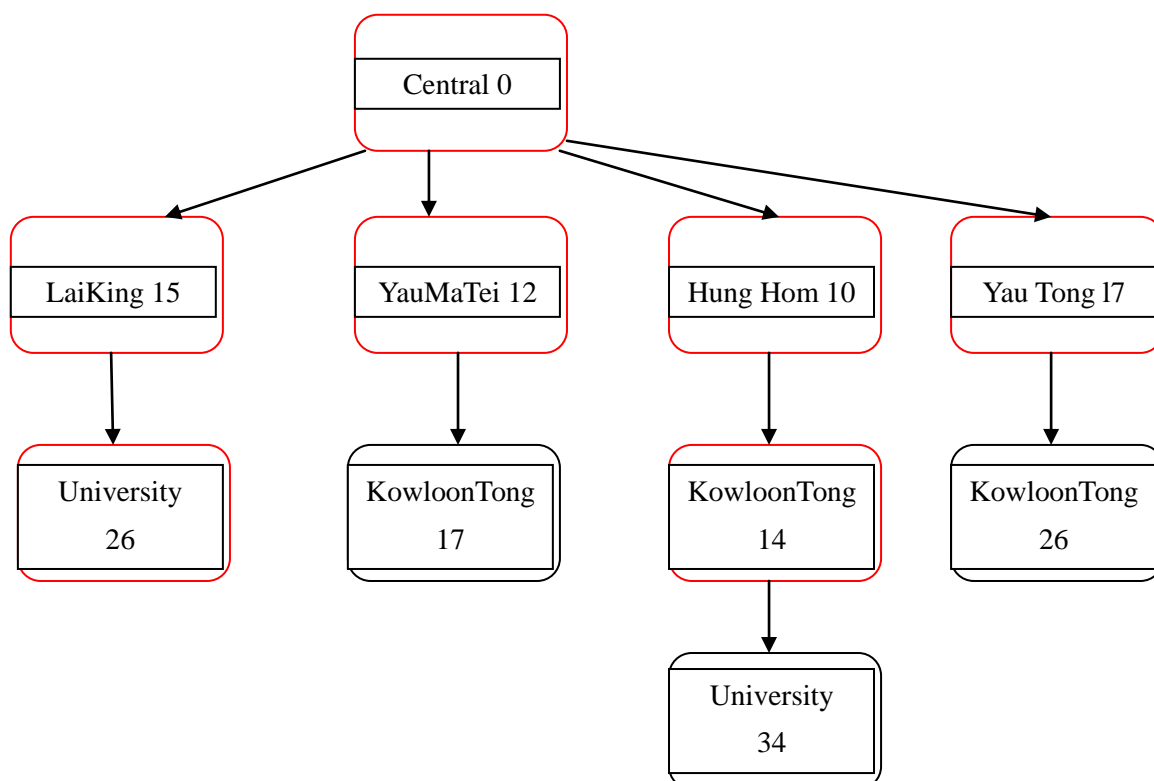 Central 0
LaiKing 15
YauMaTei 12
Hung Hom 10
Yau Tong l7
University
26
KowloonTong
17
KowloonTong
14
KowloonTong
26
University
34